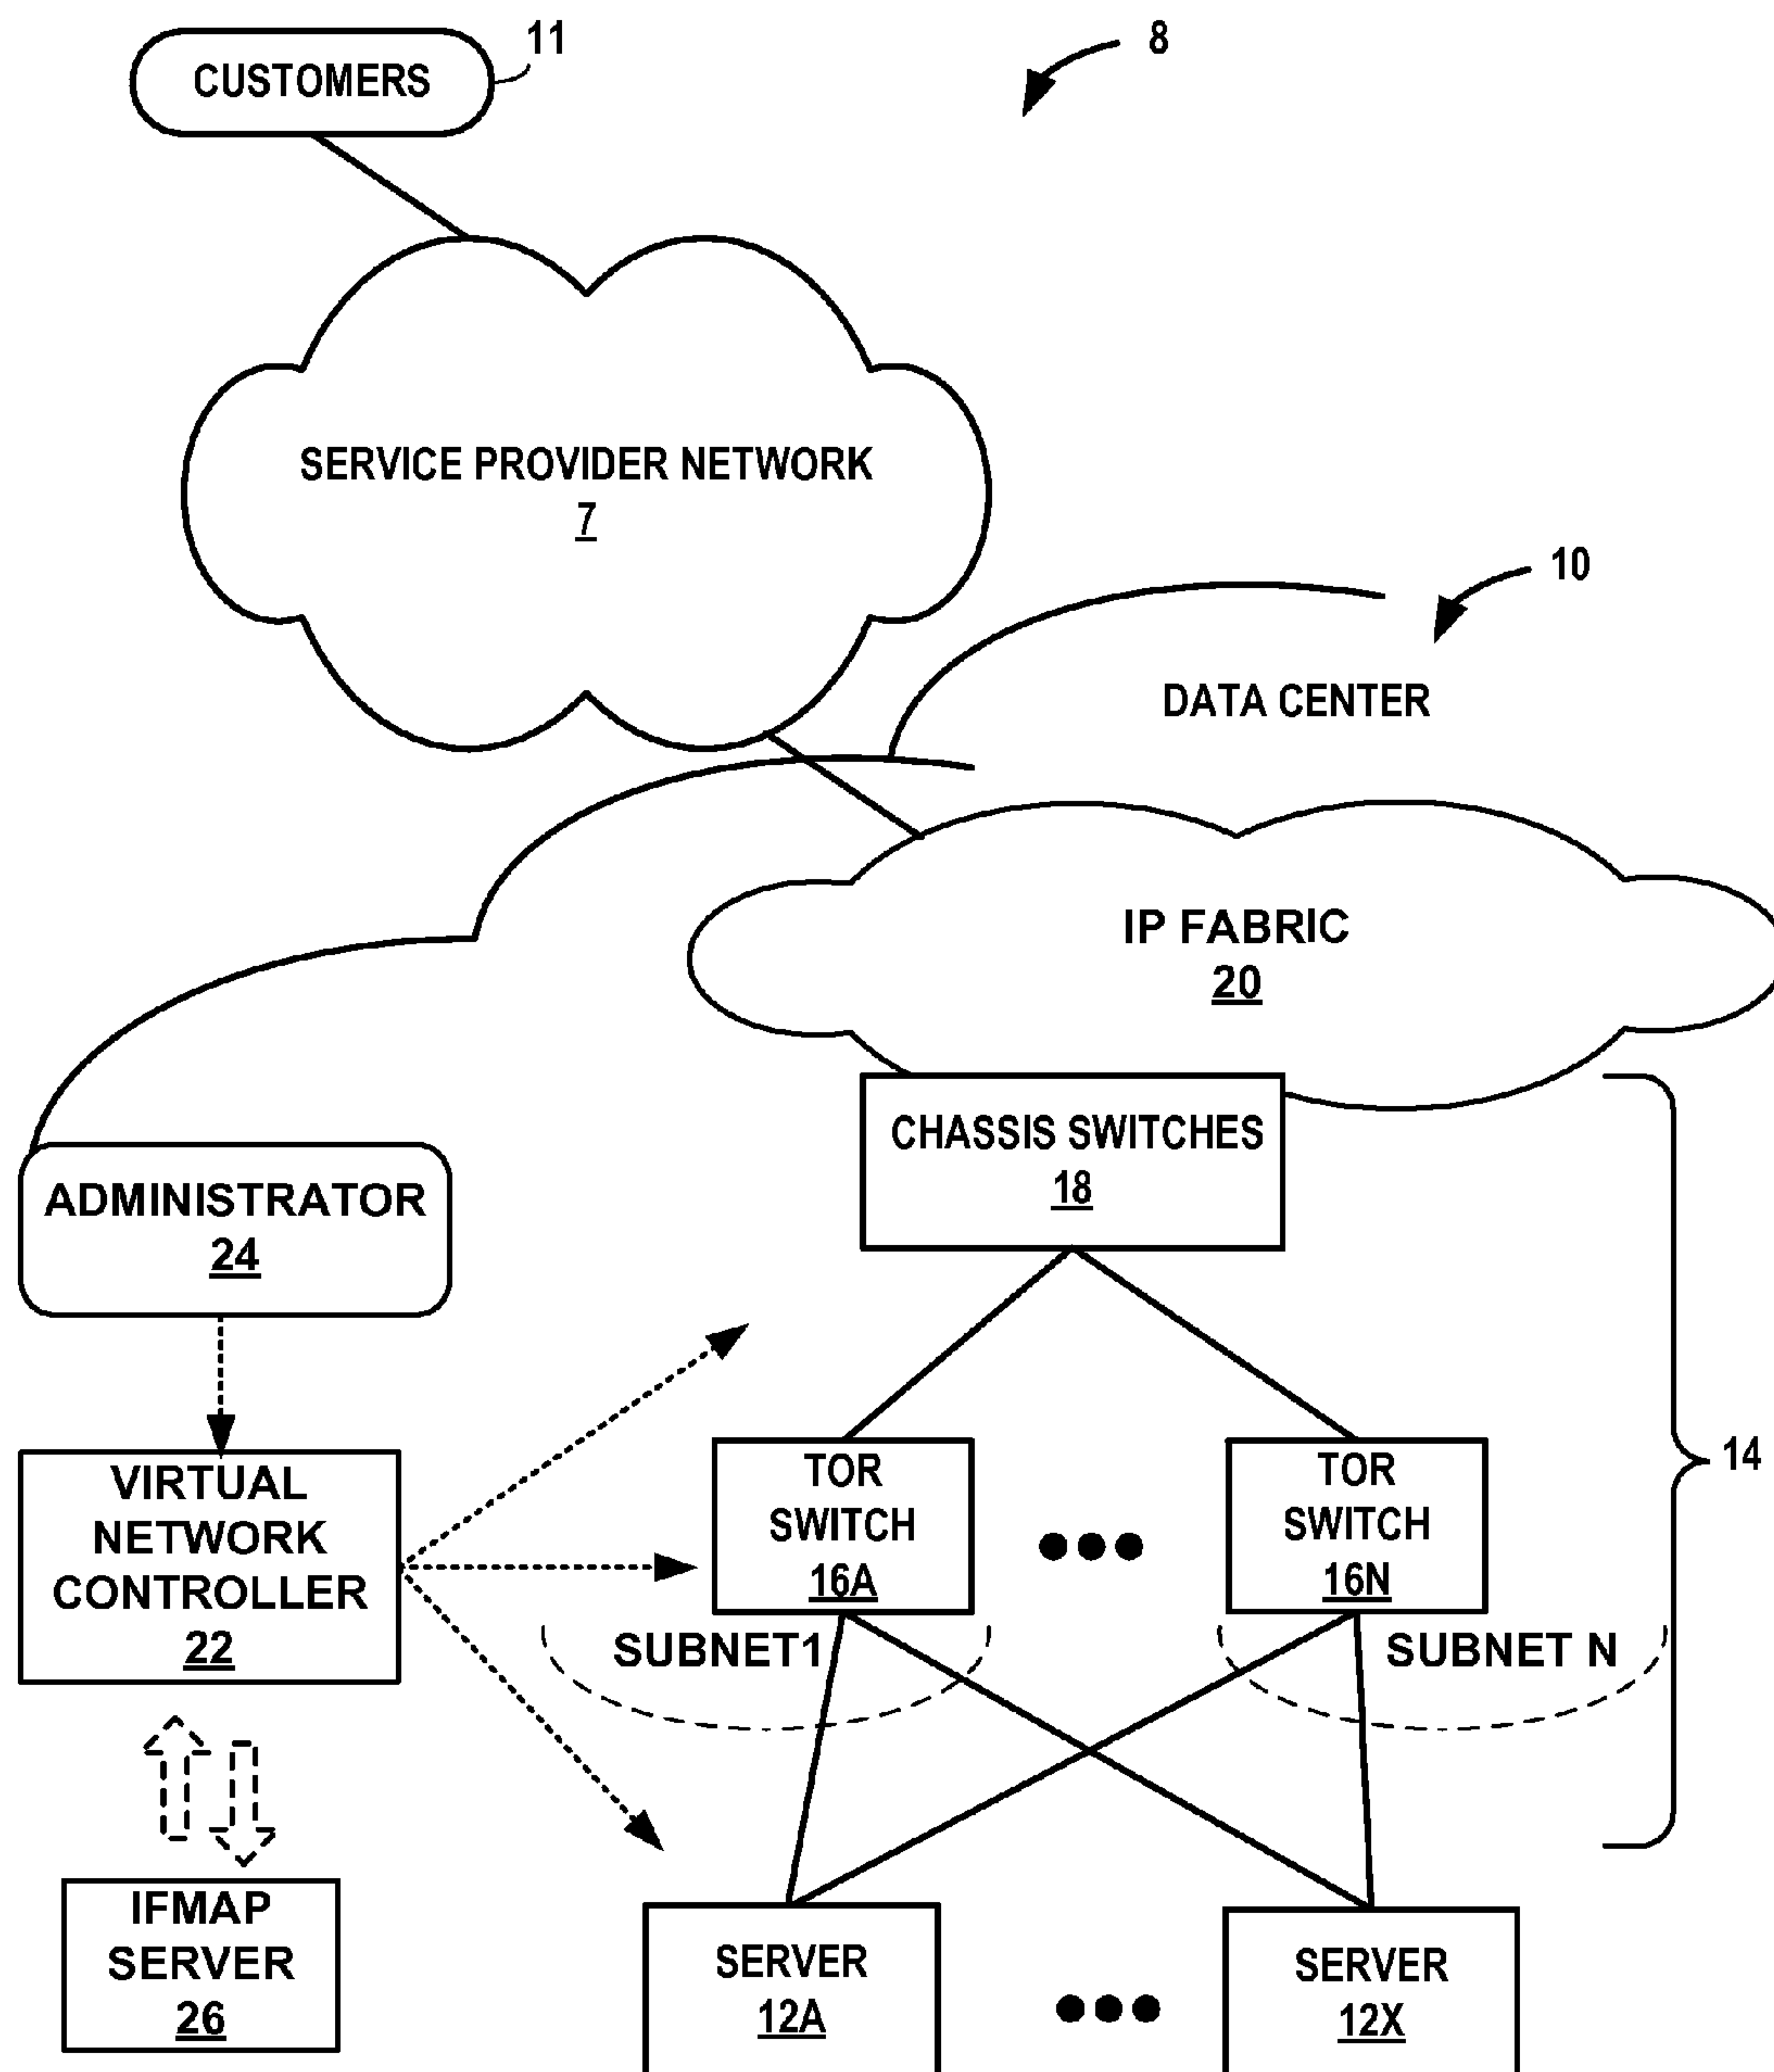 CUSTOMERS
11
8
SERVICE PROVIDER NETWORK
7
10
DATA CENTER
IP FABRIC
20
CHASSIS SWITCHES
18
ADMINISTRATOR
24
VIRTUAL
NETWORK
CONTROLLER
22
TOR
SWITCH
16A
TOR
SWITCH
16N
14
SUBNET1
SUBNET N
IFMAP
SERVER
26
SERVER
12A
SERVER
12X